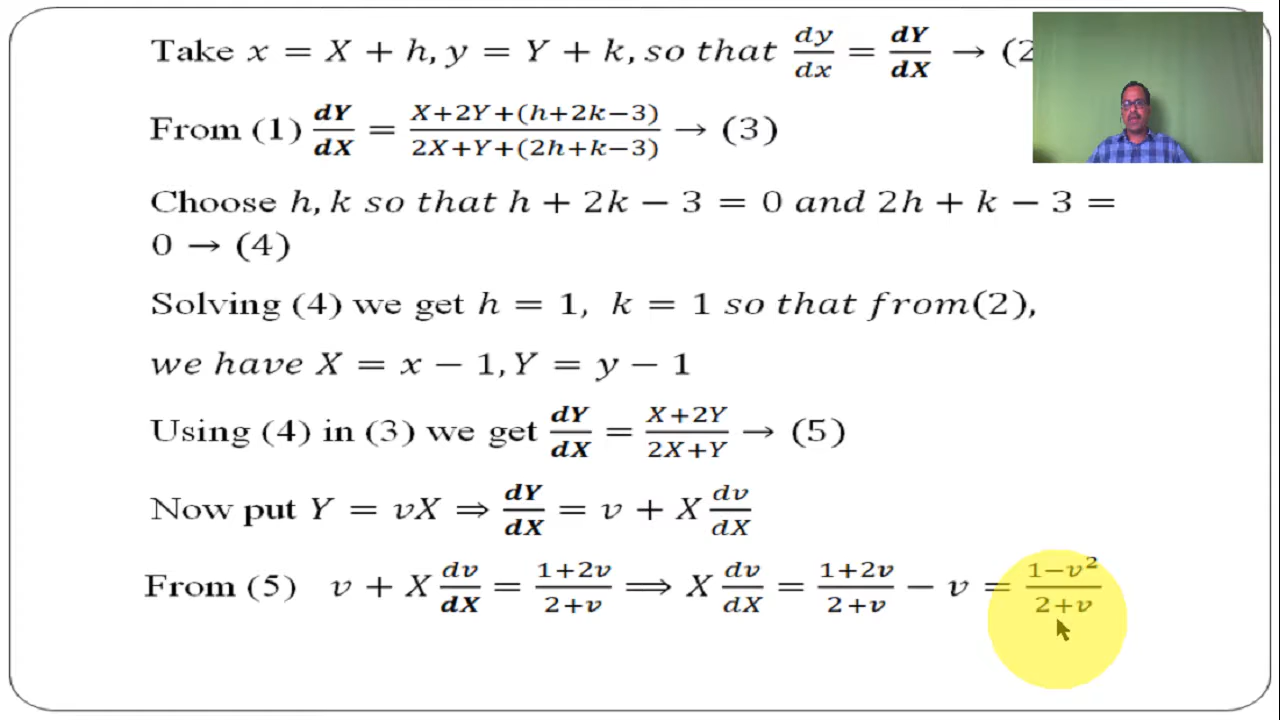 Take x = X + h, y = Y + k, so that dy/dx = dY/dX → (2
From (1) dY/dX = X+2Y+(h+2k−3)/2X+Y+(2h+k−3) → (3)
Choose h, k so that h + 2k − 3 = 0 and 2h + k − 3 =
0 → (4)
Solving (4) we get h = 1, k = 1 so that from(2),
we have X = x − 1, Y = y − 1
Using (4) in (3) we get dY/dX = X+2Y/2X+Y → (5)
Now put Y = vX ⇒ dY/dX = v + X dv/dX
From (5) v + X dv/dX = 1+2v/2+v ⟹ X dv/dX = 1+2v/2+v − v = 1−v²/2+v